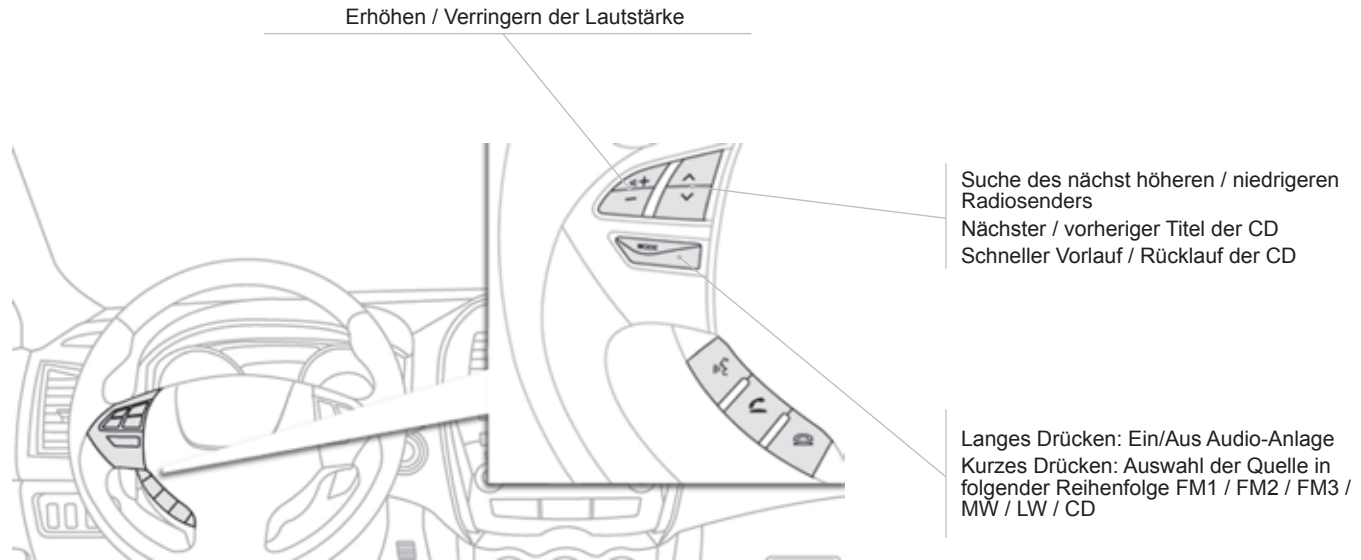 Erhöhen / Verringern der Lautstärke
+
−
MODE
Suche des nächst höheren / niedrigeren
Radiosenders
Nächster / vorheriger Titel der CD
Schneller Vorlauf / Rücklauf der CD
Langes Drücken: Ein/Aus Audio-Anlage
Kurzes Drücken: Auswahl der Quelle in
folgender Reihenfolge FM1 / FM2 / FM3 /
MW / LW / CD